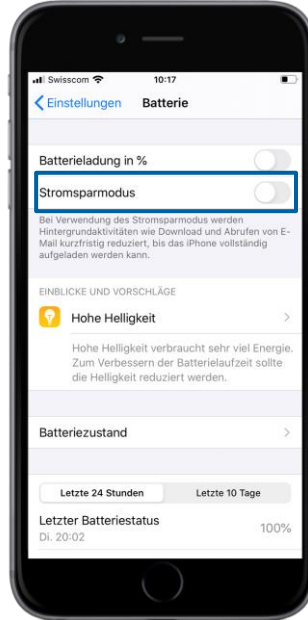 Swisscom 10:17
Einstellungen Batterie
Batterieladung in %
Stromsparmodus
Bei Verwendung des Stromsparmodus werden
Hintergrundaktivitäten wie Download und Abrufen von E-
Mail kurzfristig reduziert, bis das iPhone vollständig
aufgeladen werden kann.
EINBLICKE UND VORSCHLÄGE
Hohe Helligkeit
Hohe Helligkeit verbraucht sehr viel Energie.
Zum Verbessern der Batterielaufzeit sollte
die Helligkeit reduziert werden.
Batteriezustand
Letzte 24 Stunden Letzte 10 Tage
Letzter Batteriestatus 100%
Di. 20:02